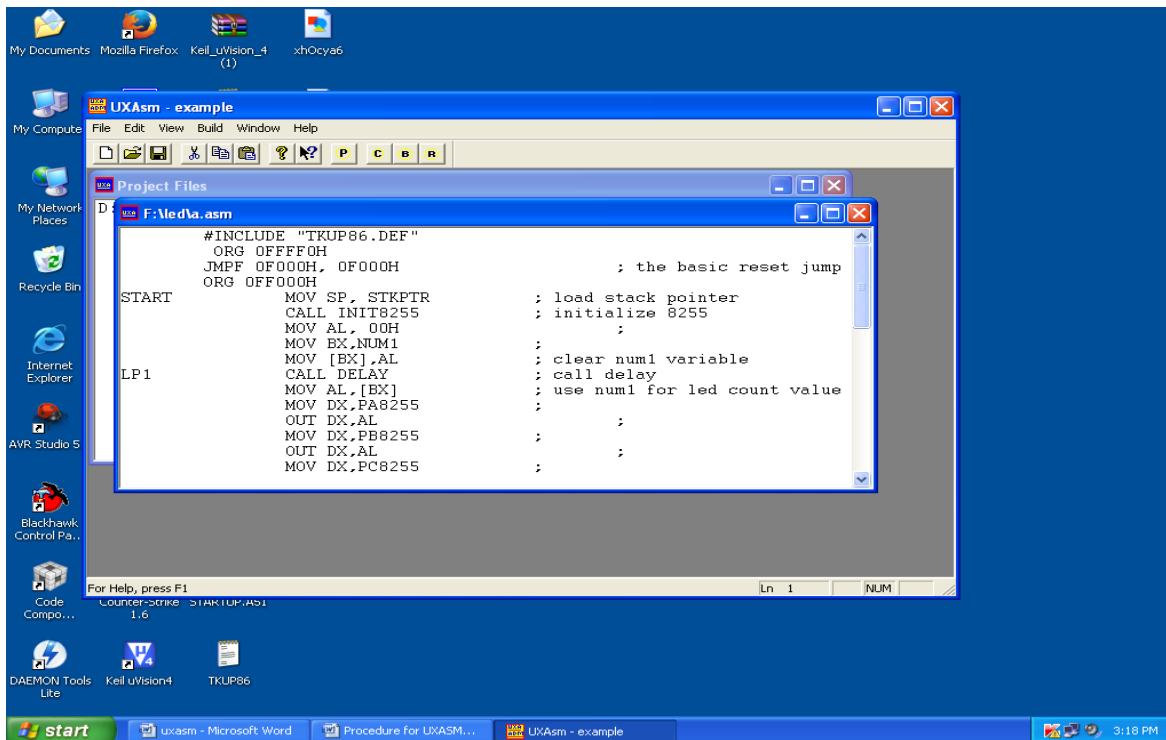 My Documents
Mozilla Firefox
Keil_uVision_4 (1)
xhOcya6
My Compute
UXAsm - example
File Edit View Build Window Help
P C B R
My Network Places
Project Files
D:
F:\led\a.asm
#INCLUDE "TKUP86.DEF"
ORG 0FFFF0H
JMPF 0F000H, 0F000H ; the basic reset jump
ORG 0FF000H
START MOV SP, STKPTR ; load stack pointer
CALL INIT8255 ; initialize 8255
MOV AL, 00H ;
MOV BX,NUM1 ;
MOV [BX],AL ; clear num1 variable
LP1 CALL DELAY ; call delay
MOV AL,[BX] ; use num1 for led count value
MOV DX,PA8255 ;
OUT DX,AL ;
MOV DX,PB8255 ;
OUT DX,AL ;
MOV DX,PC8255 ;
Recycle Bin
Internet Explorer
AVR Studio 5
Blackhawk Control Pa..
For Help, press F1
Ln 1
NUM
Code Compo...
Counter-Strike 1.6
STARTUP.A51
DAEMON Tools Lite
Keil uVision4
TKUP86
start
uxasm - Microsoft Word
Procedure for UXASM...
UXAsm - example
3:18 PM